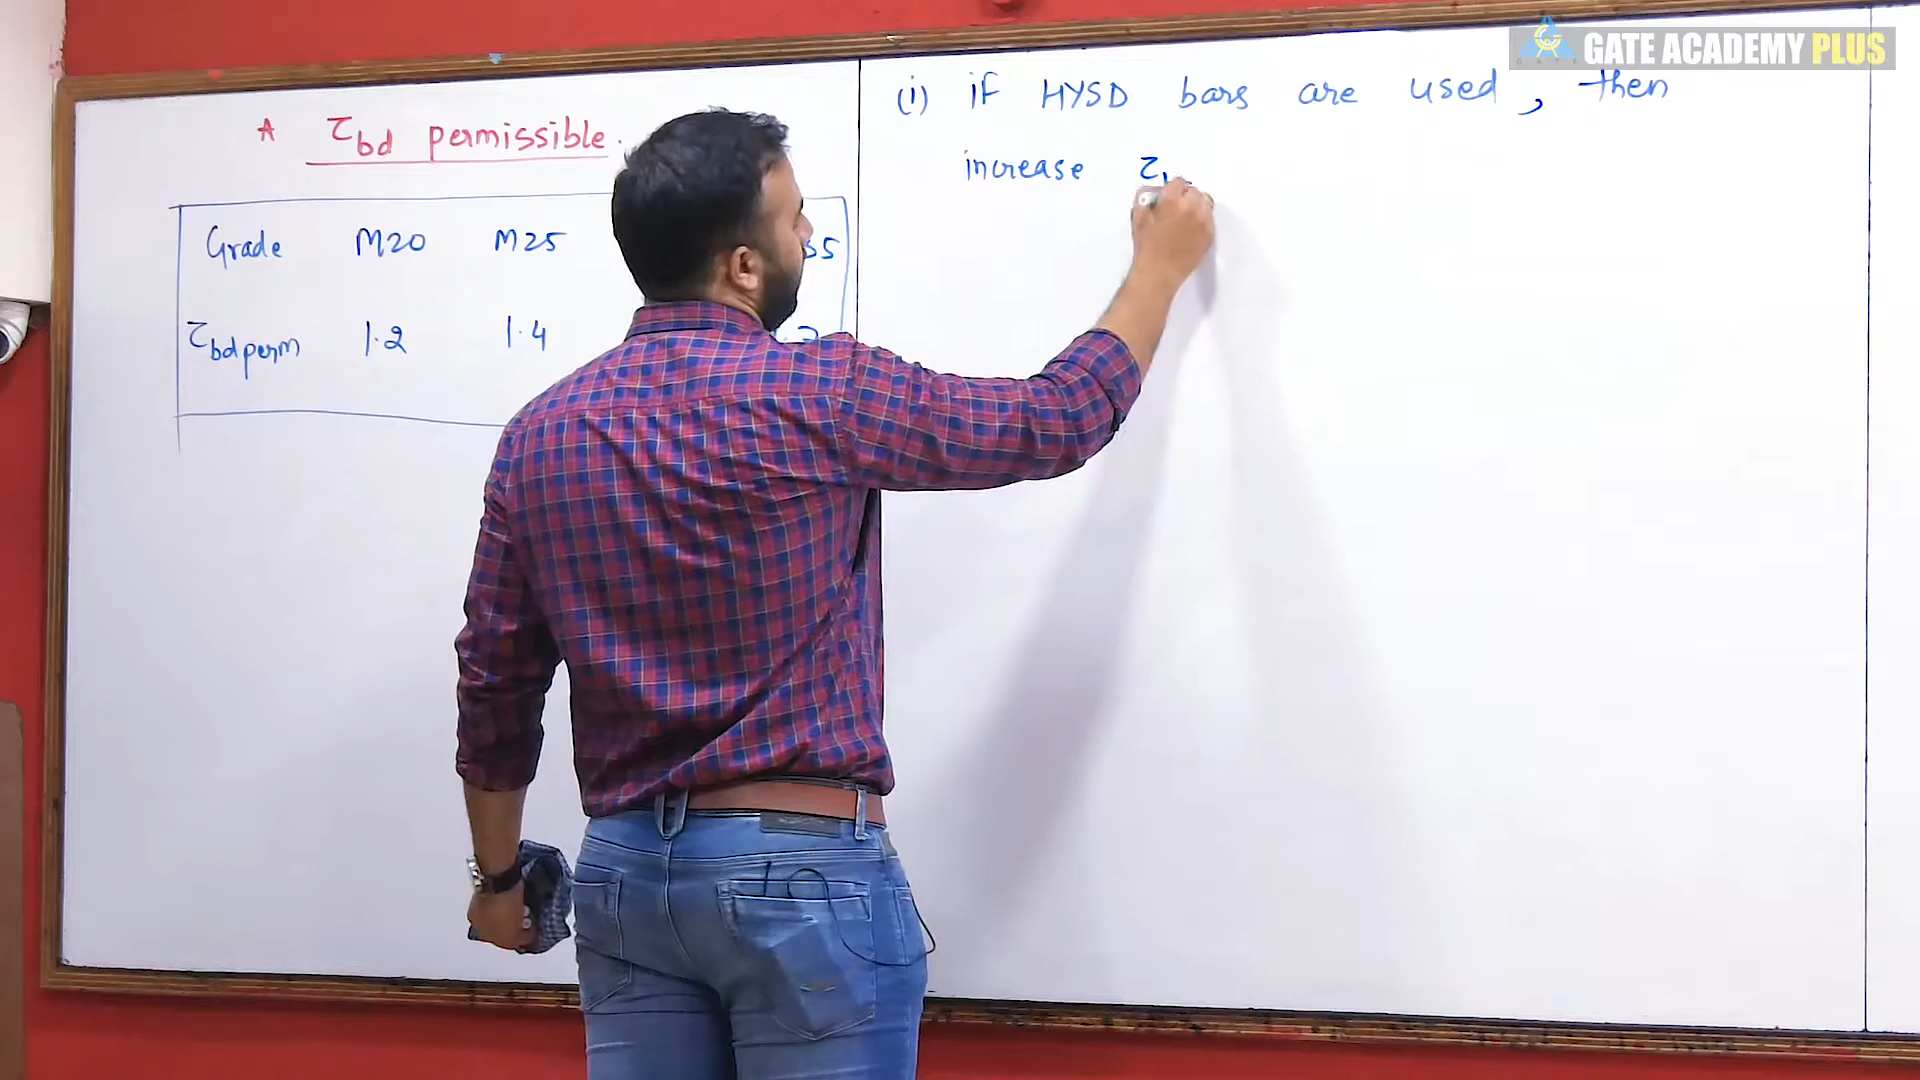 GATE ACADEMY PLUS
* τbd permissible.
Grade M20 M25 35
τbd perm 1.2 1.4
(i) if HYSD bars are used, then
increase τb